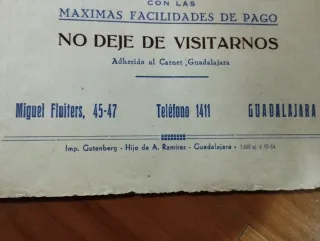 CON LAS
MAXIMAS FACILIDADES DE PAGO
NO DEJE DE VISITARNOS
Adherido al Carnet "Guadalajara
Miguel Fluiters, 45-47 Teléfono 1411 GUADALAJARA
Imp. Gutenberg - Hijo de A. Ramírez - Guadalajara -